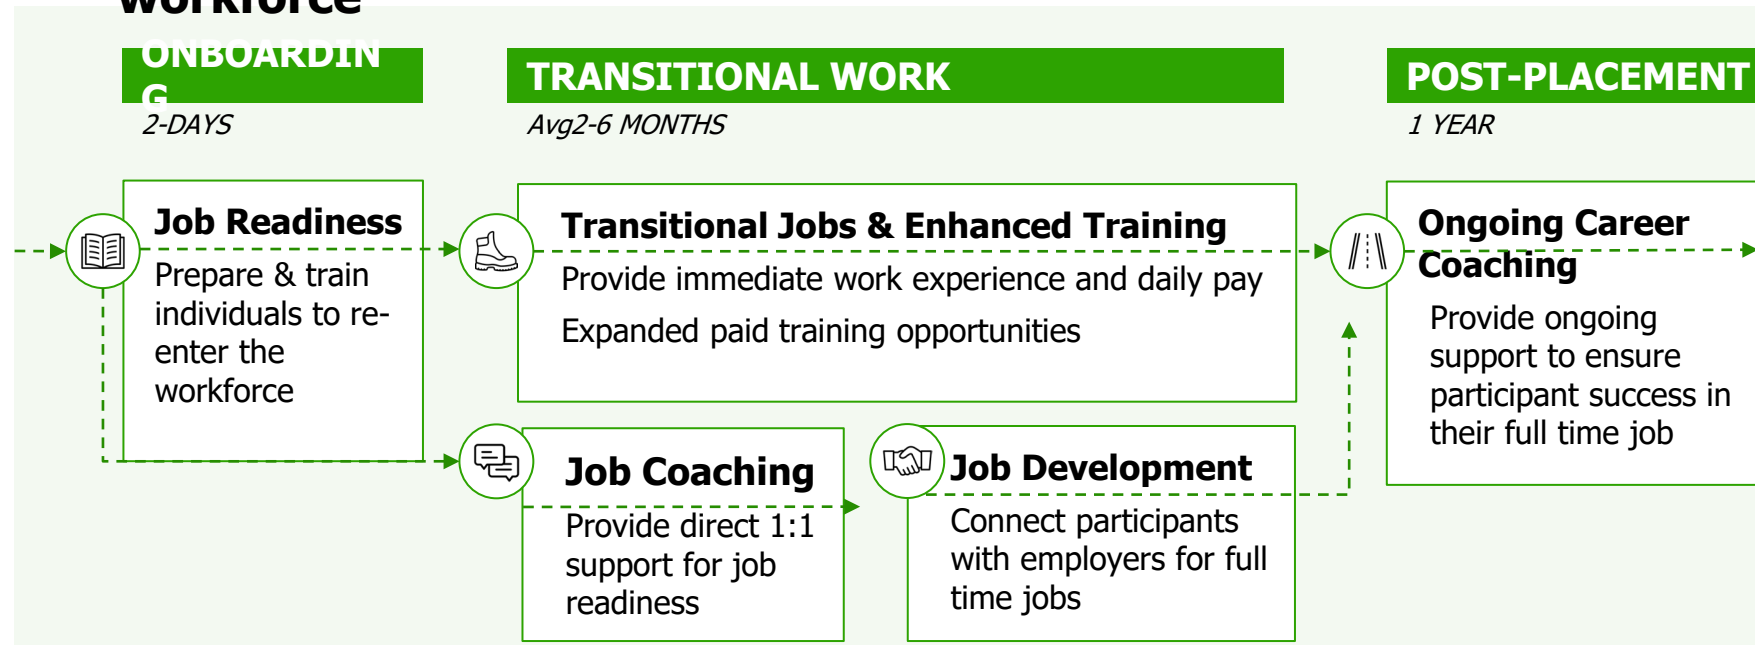 workforce
ONBOARDIN
G
2-DAYS
TRANSITIONAL WORK
Avg2-6 MONTHS
POST-PLACEMENT
1 YEAR
Job Readiness
Prepare & train
individuals to re-
enter the
workforce
Transitional Jobs & Enhanced Training
Provide immediate work experience and daily pay
Expanded paid training opportunities
Job Coaching
Provide direct 1:1
support for job
readiness
Job Development
Connect participants
with employers for full
time jobs
Ongoing Career
Coaching
Provide ongoing
support to ensure
participant success in
their full time job